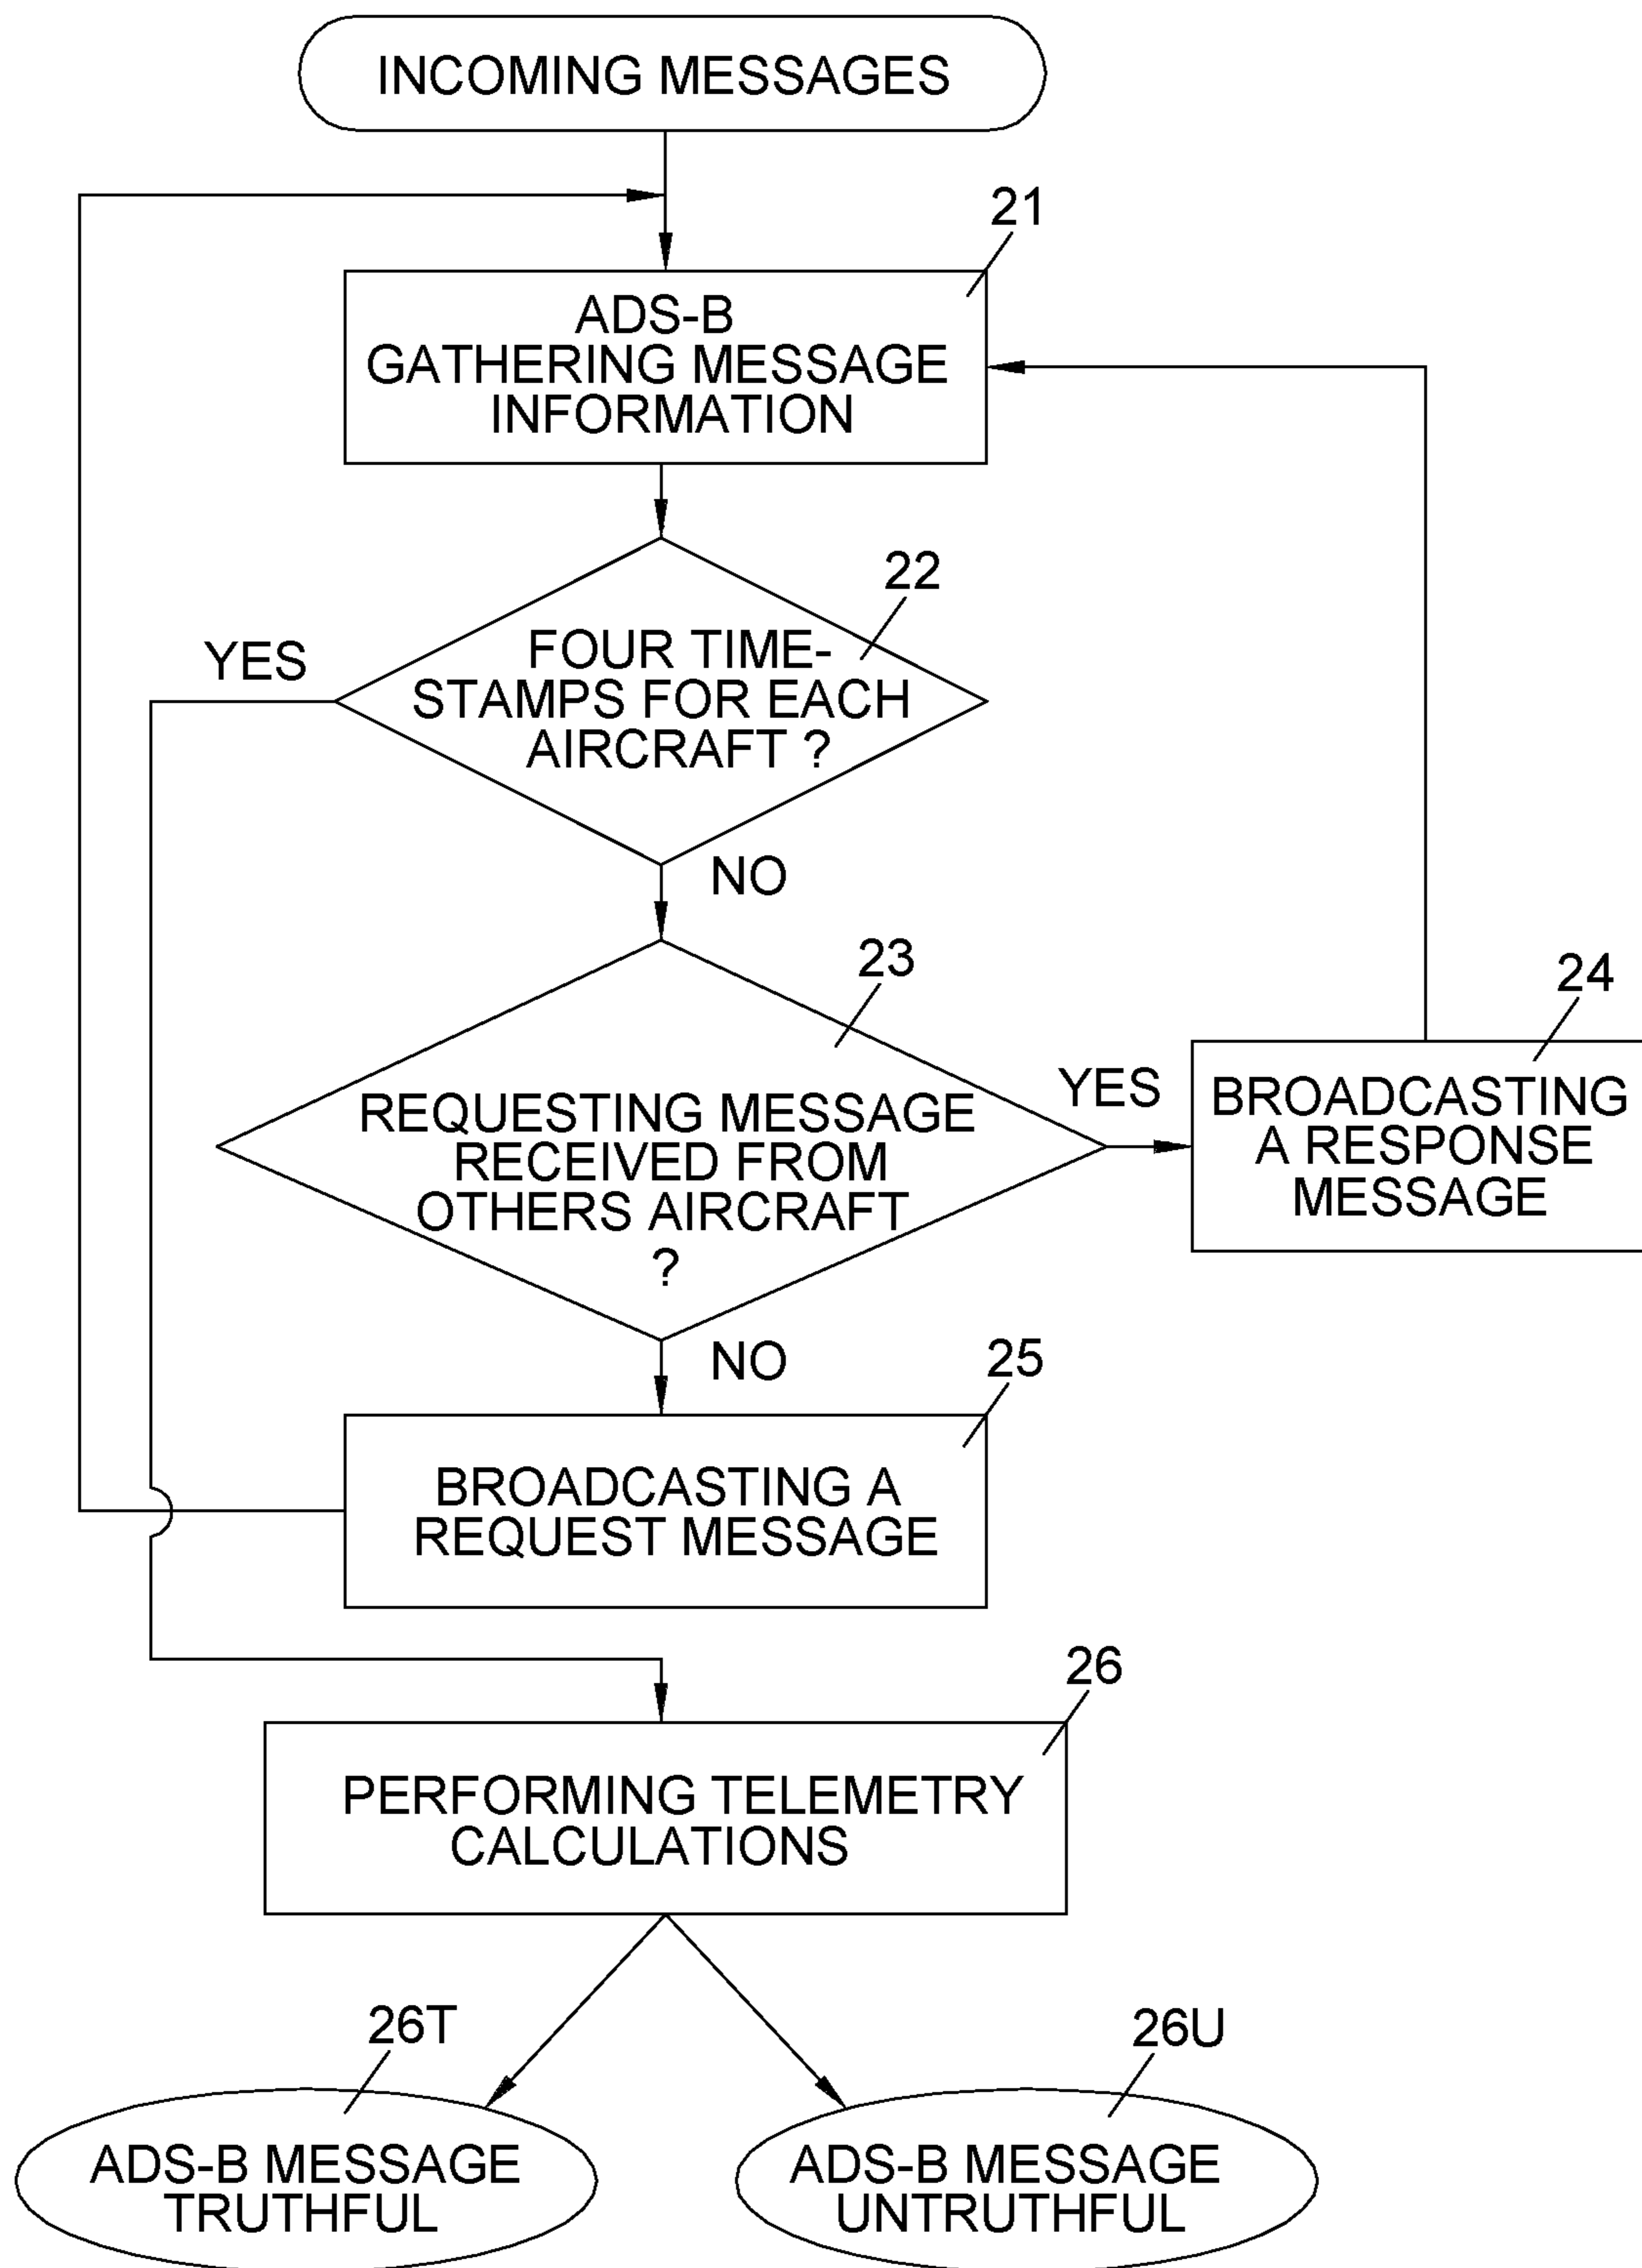 INCOMING MESSAGES
21
ADS-B
GATHERING MESSAGE
INFORMATION
22
YES
FOUR TIME-
STAMPS FOR EACH
AIRCRAFT ?
NO
23
24
REQUESTING MESSAGE
RECEIVED FROM
OTHERS AIRCRAFT
?
YES
BROADCASTING
A RESPONSE
MESSAGE
NO
25
BROADCASTING A
REQUEST MESSAGE
26
PERFORMING TELEMETRY
CALCULATIONS
26T
26U
ADS-B MESSAGE
TRUTHFUL
ADS-B MESSAGE
UNTRUTHFUL